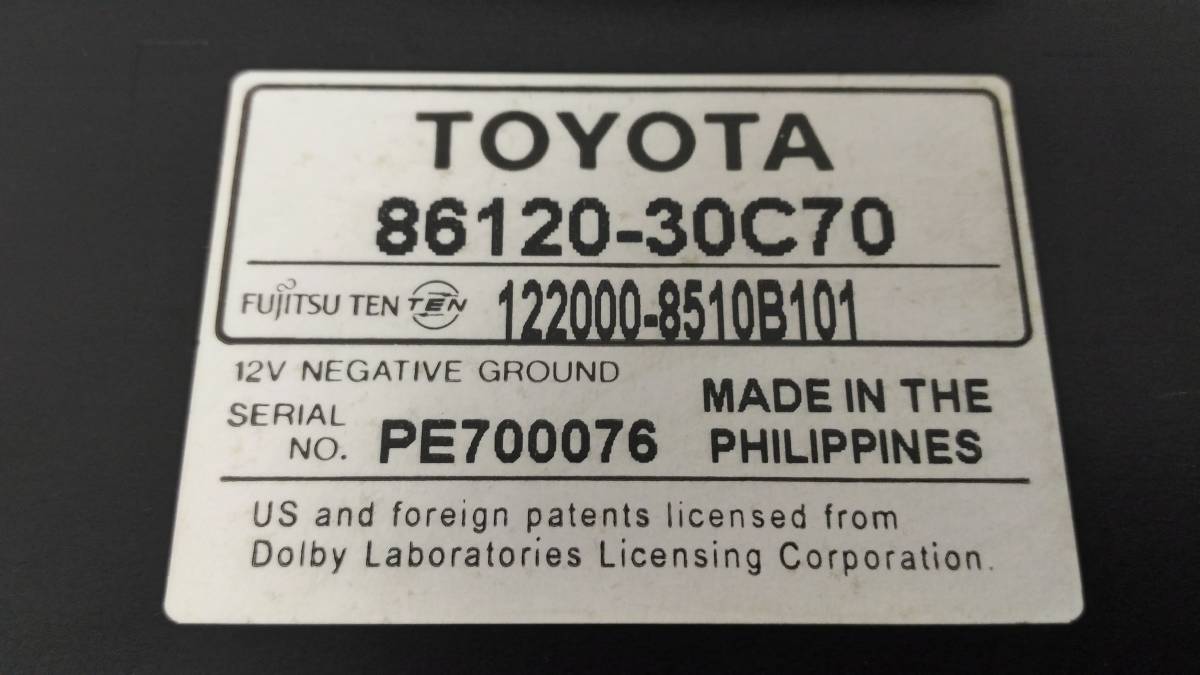 TOYOTA
86120-30C70
FUJITSU TEN TEN 122000-8510B101
12V NEGATIVE GROUND
SERIAL NO. PE700076
MADE IN THE PHILIPPINES
US and foreign patents licensed from
Dolby Laboratories Licensing Corporation.